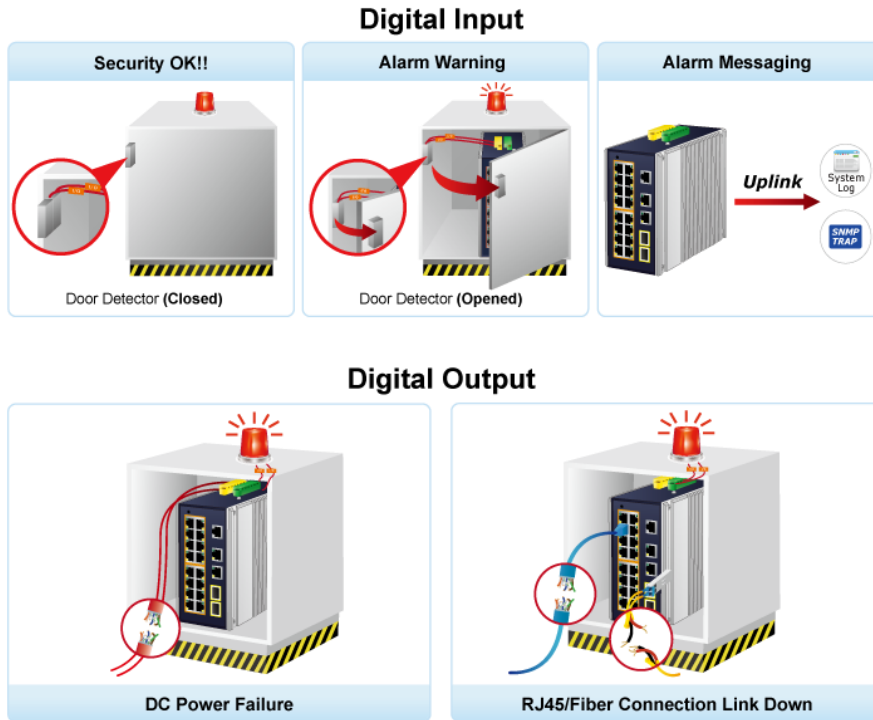 Digital Input
Security OK!!
Alarm Warning
Alarm Messaging
Uplink
System
Log
SNMP
TRAP
Door Detector (Closed)
Door Detector (Opened)
Digital Output
DC Power Failure
RJ45/Fiber Connection Link Down